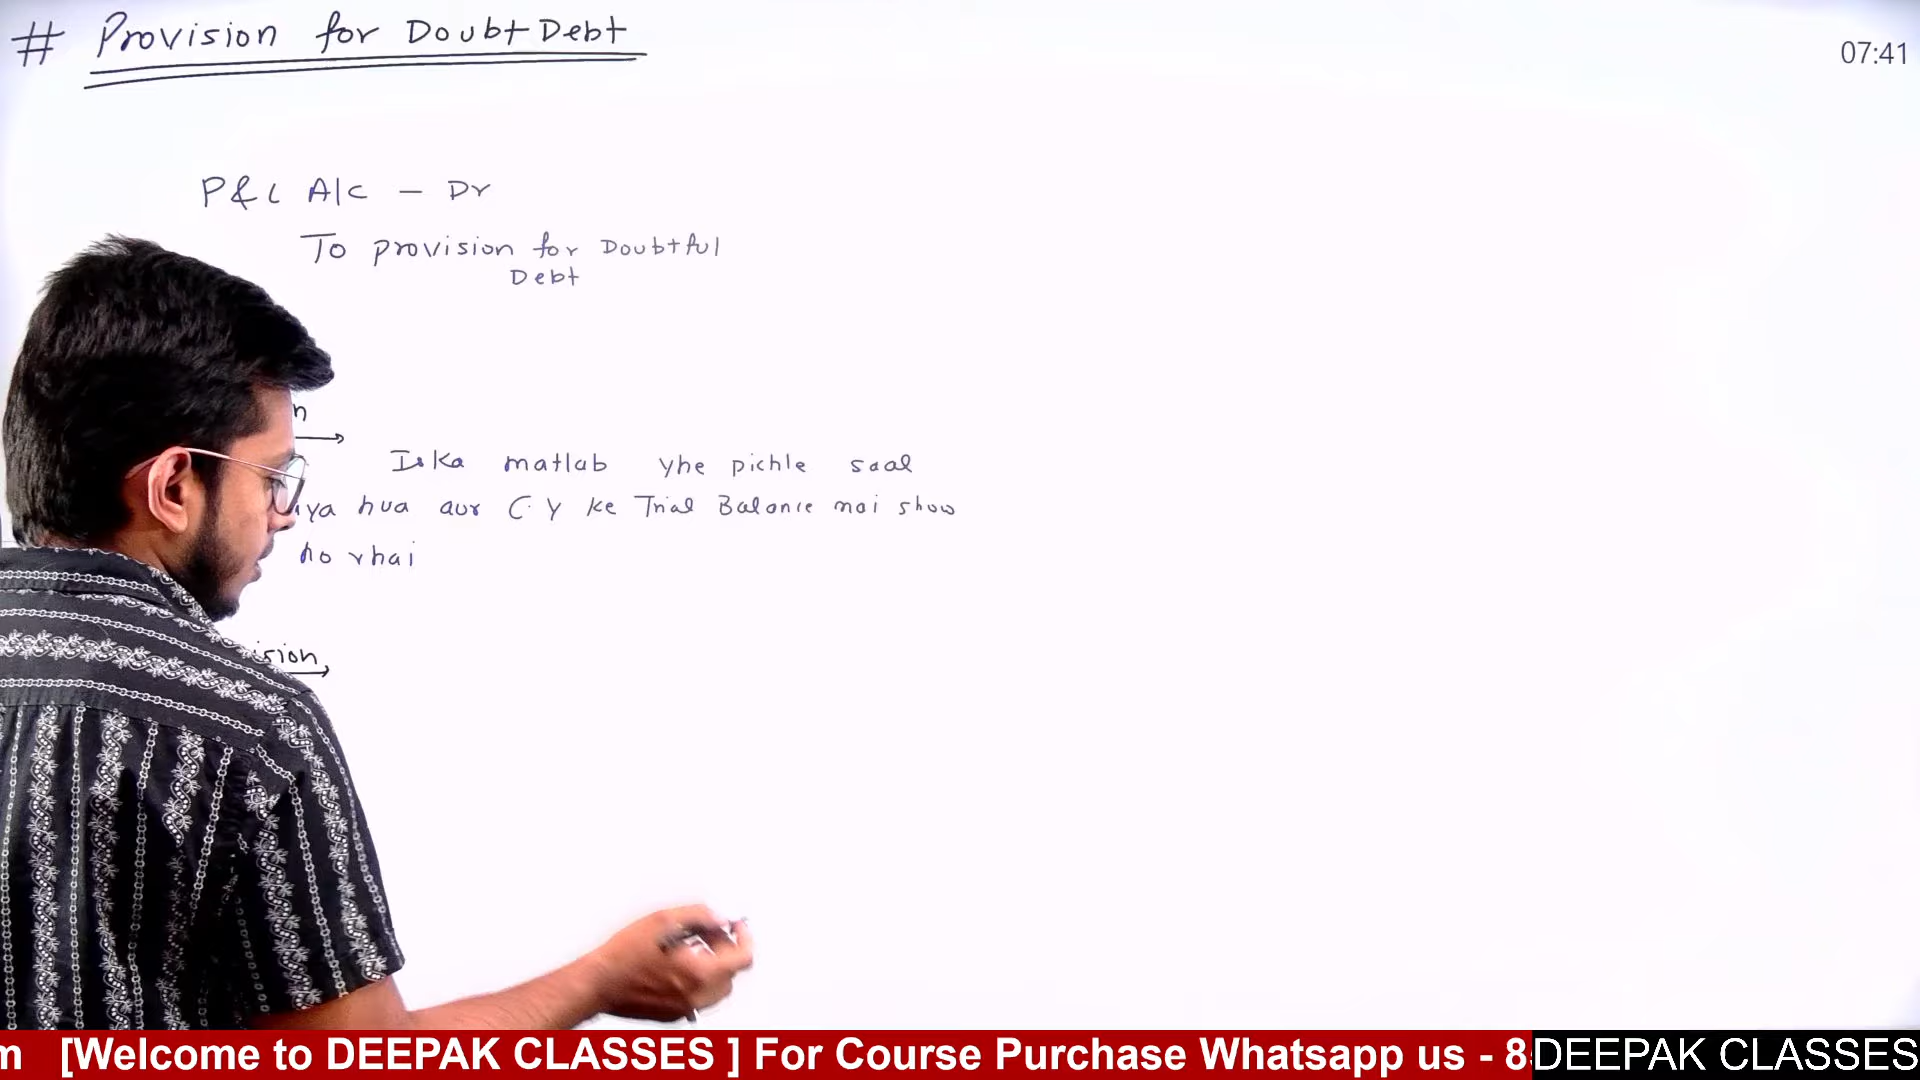 # Provision for Doubt Debt
07:41
P&L A/c – Dr
To provision for Doubtful
Debt
Iska matlab yhe pichle saal
hua aur C.Y ke Trial Balance mai show
ho rhai
[Welcome to DEEPAK CLASSES ] For Course Purchase Whatsapp us - 8
DEEPAK CLASSES